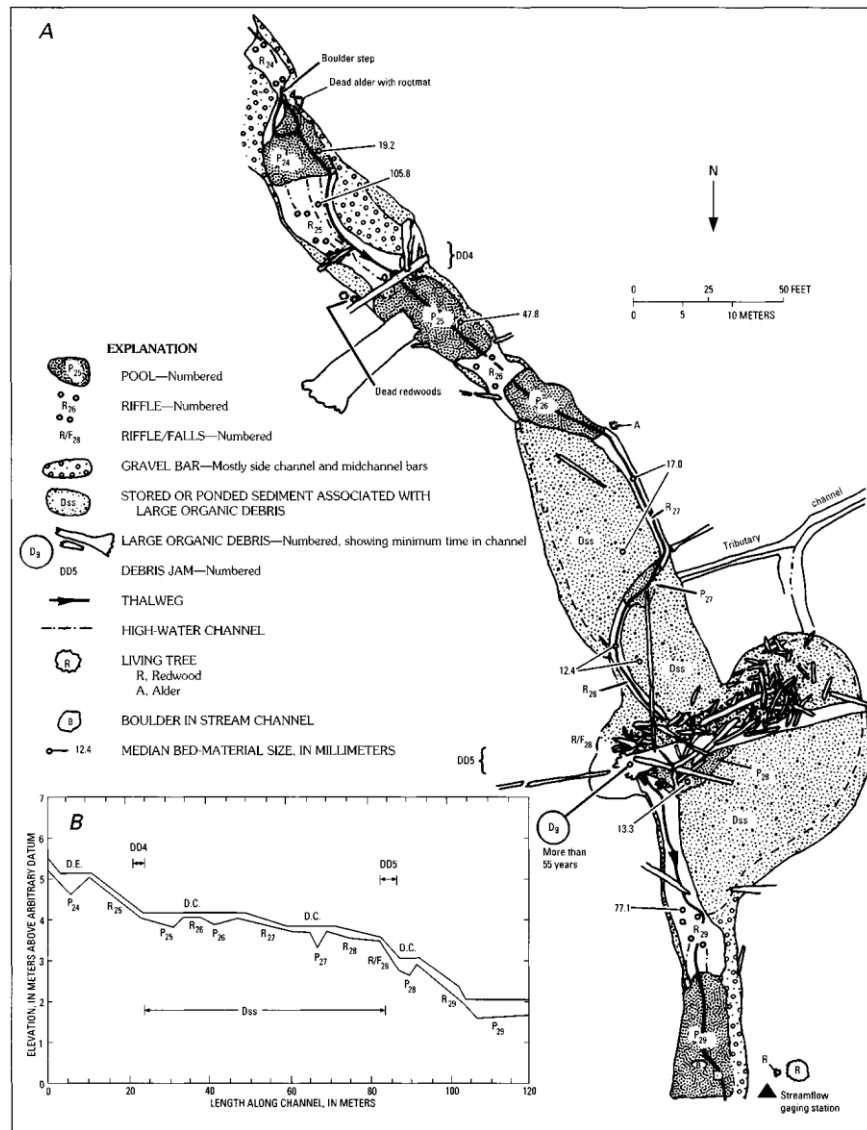 A
R24
Boulder step
Dead alder with rootmat
P24
19.2
105.8
N
R25
DD4
0 25 50 FEET
0 5 10 METERS
P25
47.8
R26
Dead redwoods
P26
A
17.0
R27
Dss
Tributary channel
P27
12.4
Dss
R28
R/F28
DD5
P28
D9
More than
55 years
13.3
Dss
77.1
R29
P29
B
R
R
Streamflow
gaging station
EXPLANATION
P25
POOL—Numbered
R26
RIFFLE—Numbered
R/F28
RIFFLE/FALLS—Numbered
GRAVEL BAR—Mostly side channel and midchannel bars
Dss
STORED OR PONDED SEDIMENT ASSOCIATED WITH
LARGE ORGANIC DEBRIS
D9
LARGE ORGANIC DEBRIS—Numbered, showing minimum time in channel
DD5
DEBRIS JAM—Numbered
THALWEG
HIGH-WATER CHANNEL
R
LIVING TREE
R, Redwood
A, Alder
B
BOULDER IN STREAM CHANNEL
12.4
MEDIAN BED-MATERIAL SIZE, IN MILLIMETERS
B
ELEVATION, IN METERS ABOVE ARBITRARY DATUM
7
6
5
4
3
2
1
0
DD4
DD5
D.E.
D.C.
D.C.
D.C.
P24
R25
P25
R26
P26
R27
P27
R28
R/F28
P28
R29
P29
Dss
0 20 40 60 80 100 120
LENGTH ALONG CHANNEL, IN METERS